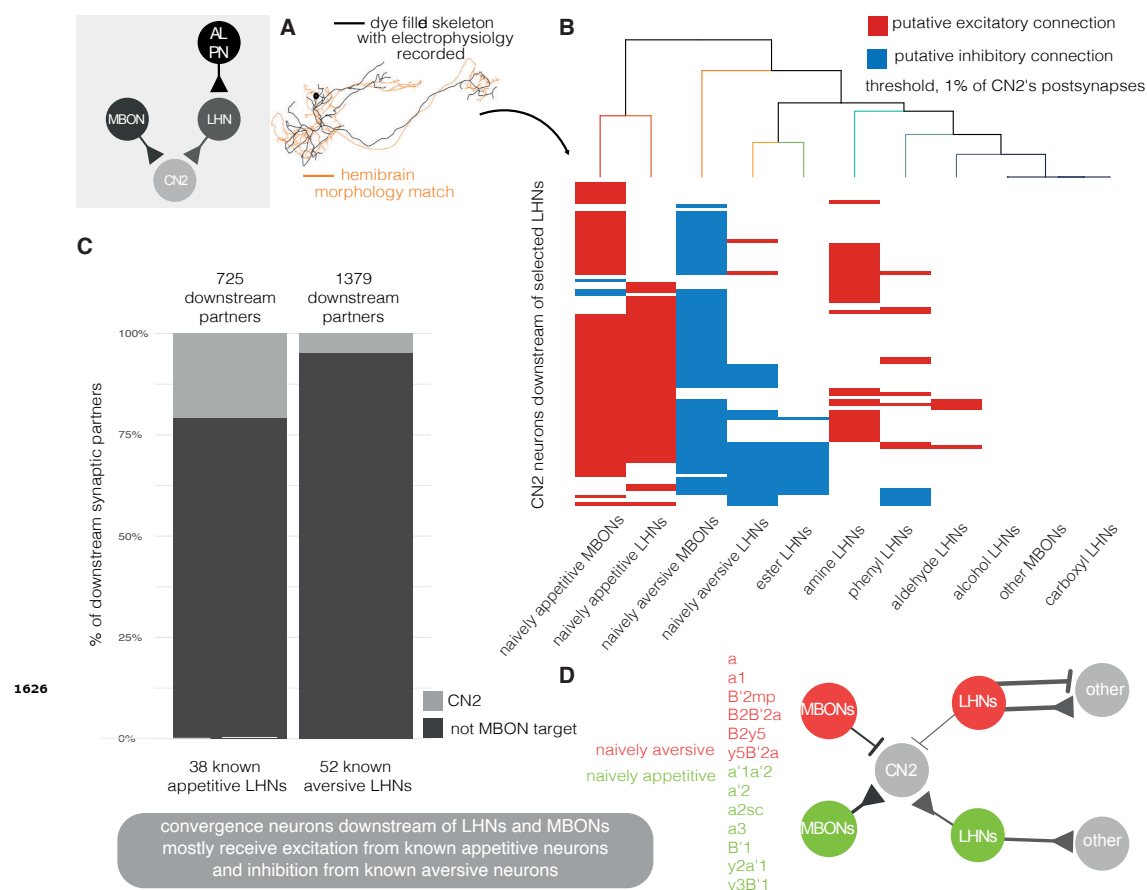 A
AL
PN
MBON
LHN
CN2
dye filld skeleton
with electrophysiolgy
recorded
hemibrain
morphology match
B
putative excitatory connection
putative inhibitory connection
threshold, 1% of CN2's postsynapses
CN2 neurons downstream of selected LHNs
naively appetitive MBONs
naively appetitive LHNs
naively aversive MBONs
naively aversive LHNs
ester LHNs
amine LHNs
phenyl LHNs
aldehyde LHNs
alcohol LHNs
other MBONs
carboxyl LHNs
C
725
downstream
partners
1379
downstream
partners
% of downstream synaptic partners
100%
75%
50%
25%
0%
CN2
not MBON target
38 known
appetitive LHNs
52 known
aversive LHNs
1626
convergence neurons downstream of LHNs and MBONs
mostly receive excitation from known appetitive neurons
and inhibition from known aversive neurons
D
naively aversive
naively appetitive
a
a1
B'2mp
B2B'2a
B2y5
y5B'2a
a'1a'2
a'2
a2sc
a3
B'1
y2a'1
v3B'1
MBONs
LHNs
other
CN2
MBONs
LHNs
other